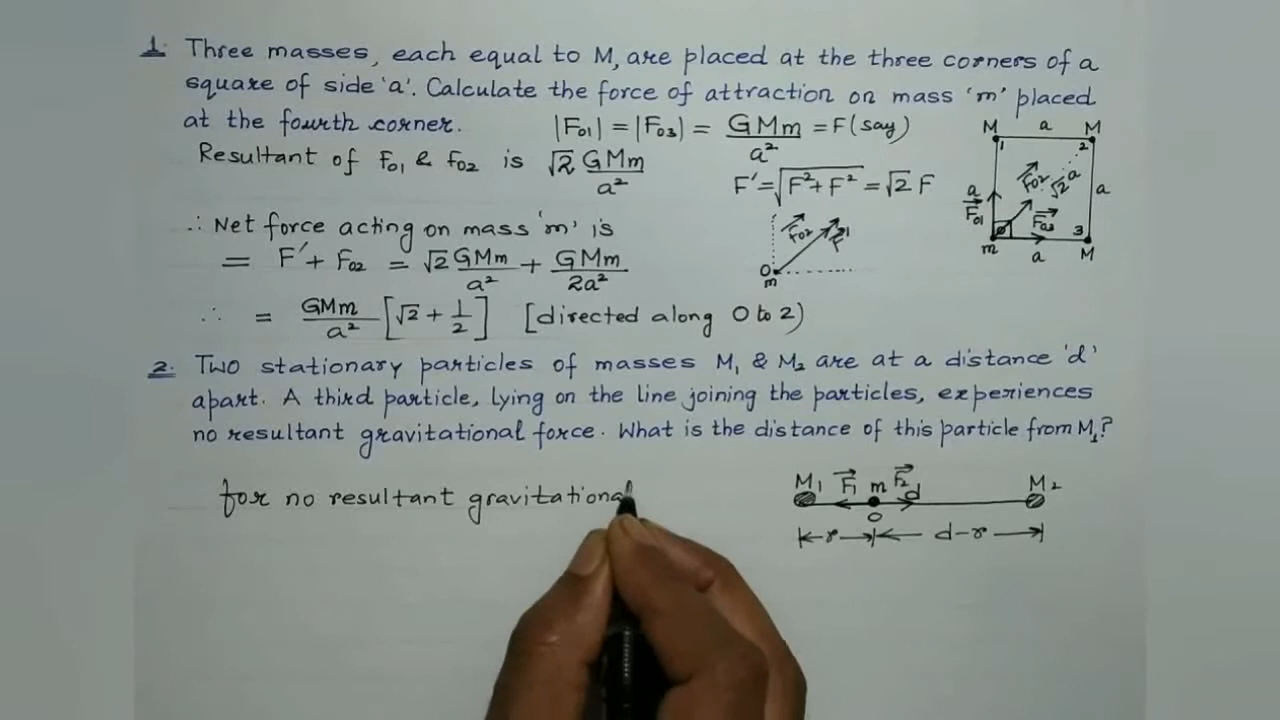 1. Three masses, each equal to M, are placed at the three corners of a
square of side 'a'. Calculate the force of attraction on mass 'm' placed
at the fourth corner. |F01| = |F03| = GMm/a² = F (say)
Resultant of F01 & F02 is √2 GMm/a²
F' = √F²+F² = √2 F
∴ Net force acting on mass 'm' is
= F' + F02 = √2 GMm/a² + GMm/2a²
∴ = GMm/a² [√2 + 1/2] [directed along O to 2)
M a M
1 2
a F01 F02 √2 a a
F03 3
m a M
F02 F'
O
m
2. Two stationary particles of masses M1 & M2 are at a distance 'd'
apart. A third particle, lying on the line joining the particles, experiences
no resultant gravitational force. What is the distance of this particle from M1?
for no resultant gravitational
M1 F1 m F2 d M2
O
r d-r